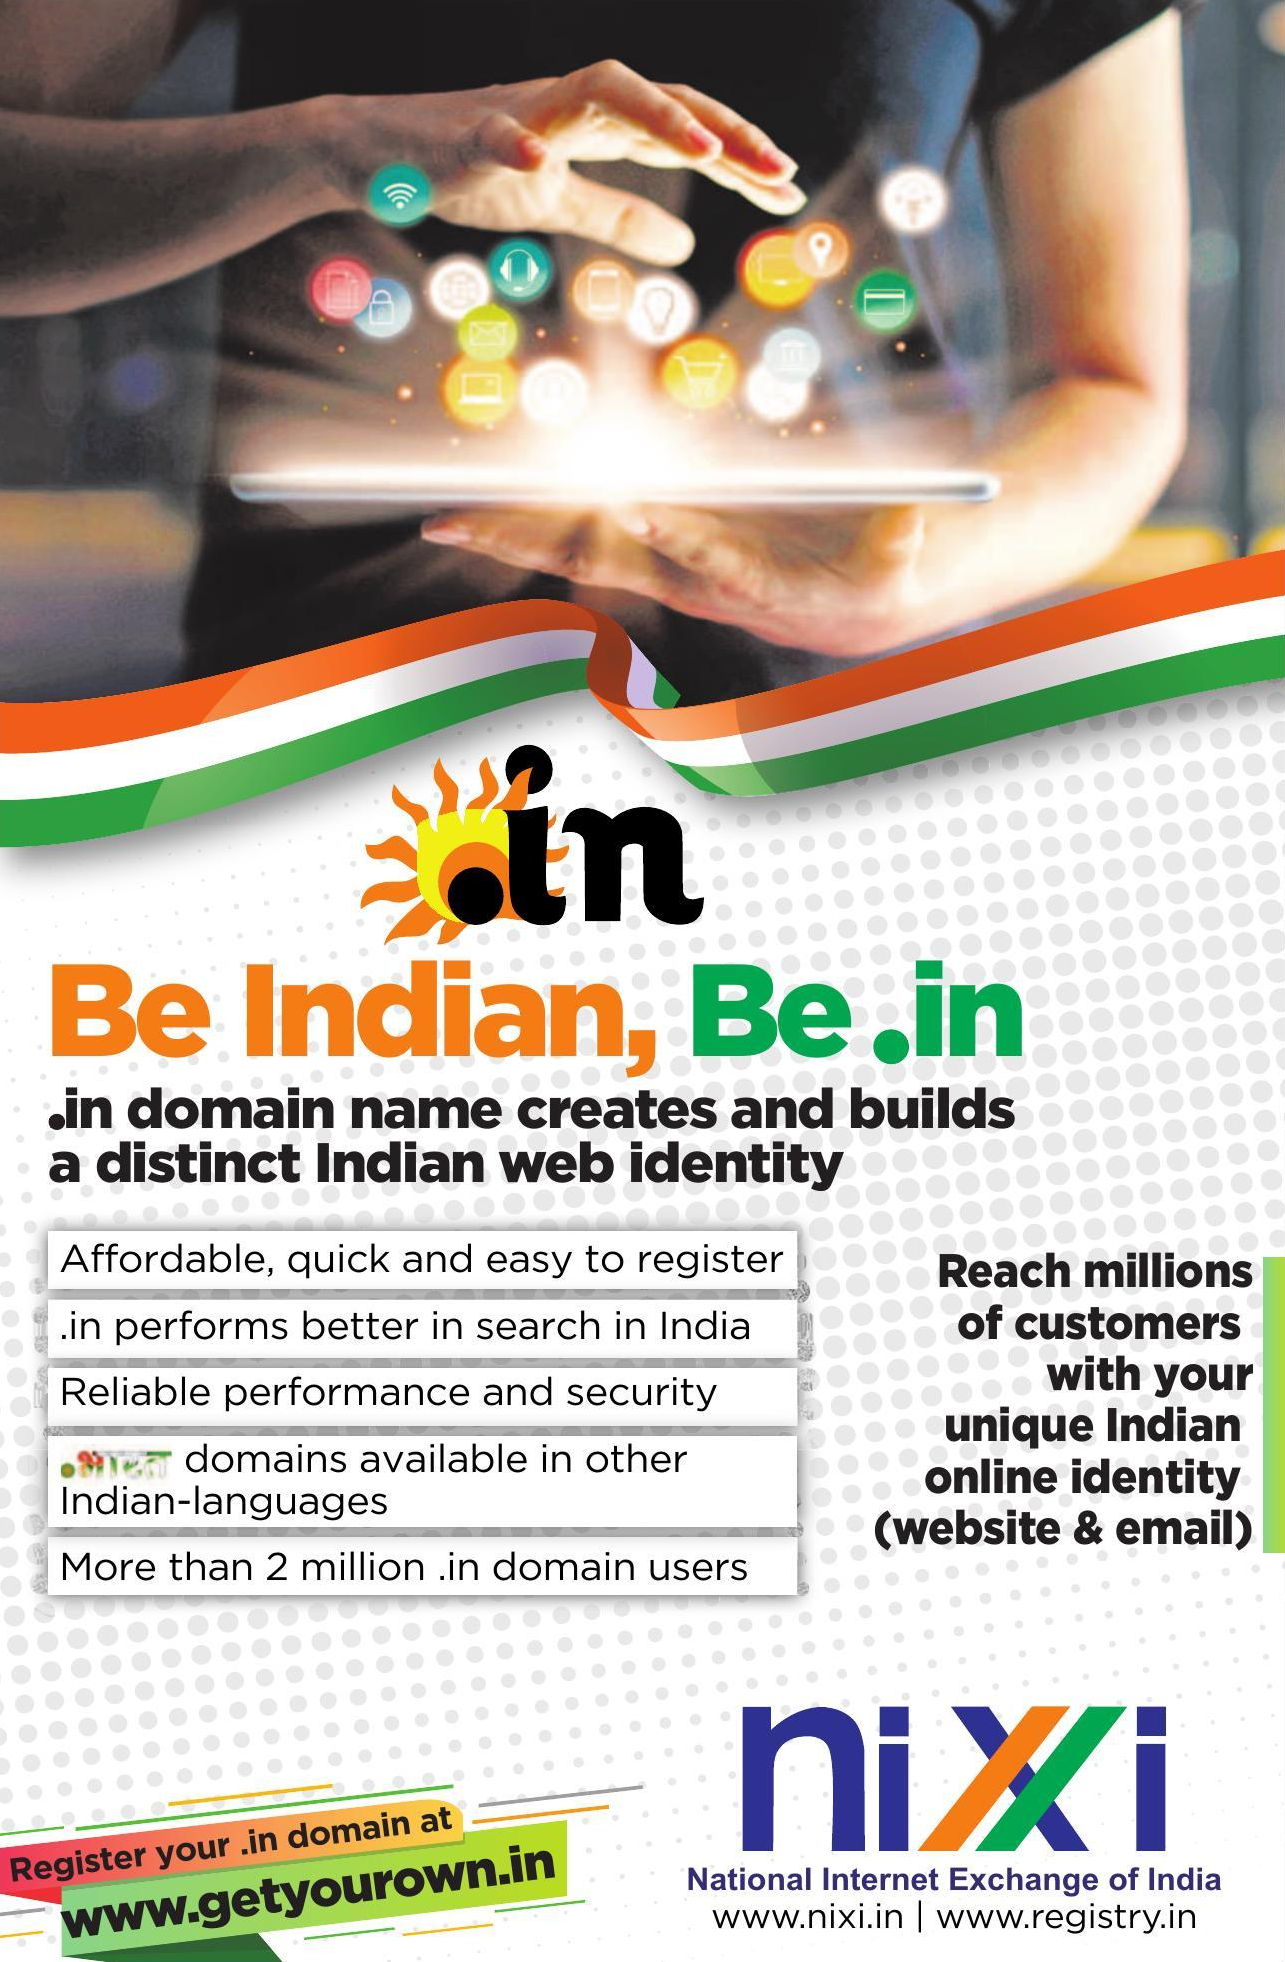 .in
Be Indian, Be .in
.in domain name creates and builds
a distinct Indian web identity
Affordable, quick and easy to register
.in performs better in search in India
Reliable performance and security
.भारत domains available in other
Indian-languages
More than 2 million .in domain users
Reach millions
of customers
with your
unique Indian
online identity
(website & email)
Register your .in domain at
www.getyourown.in
nixi
National Internet Exchange of India
www.nixi.in | www.registry.in